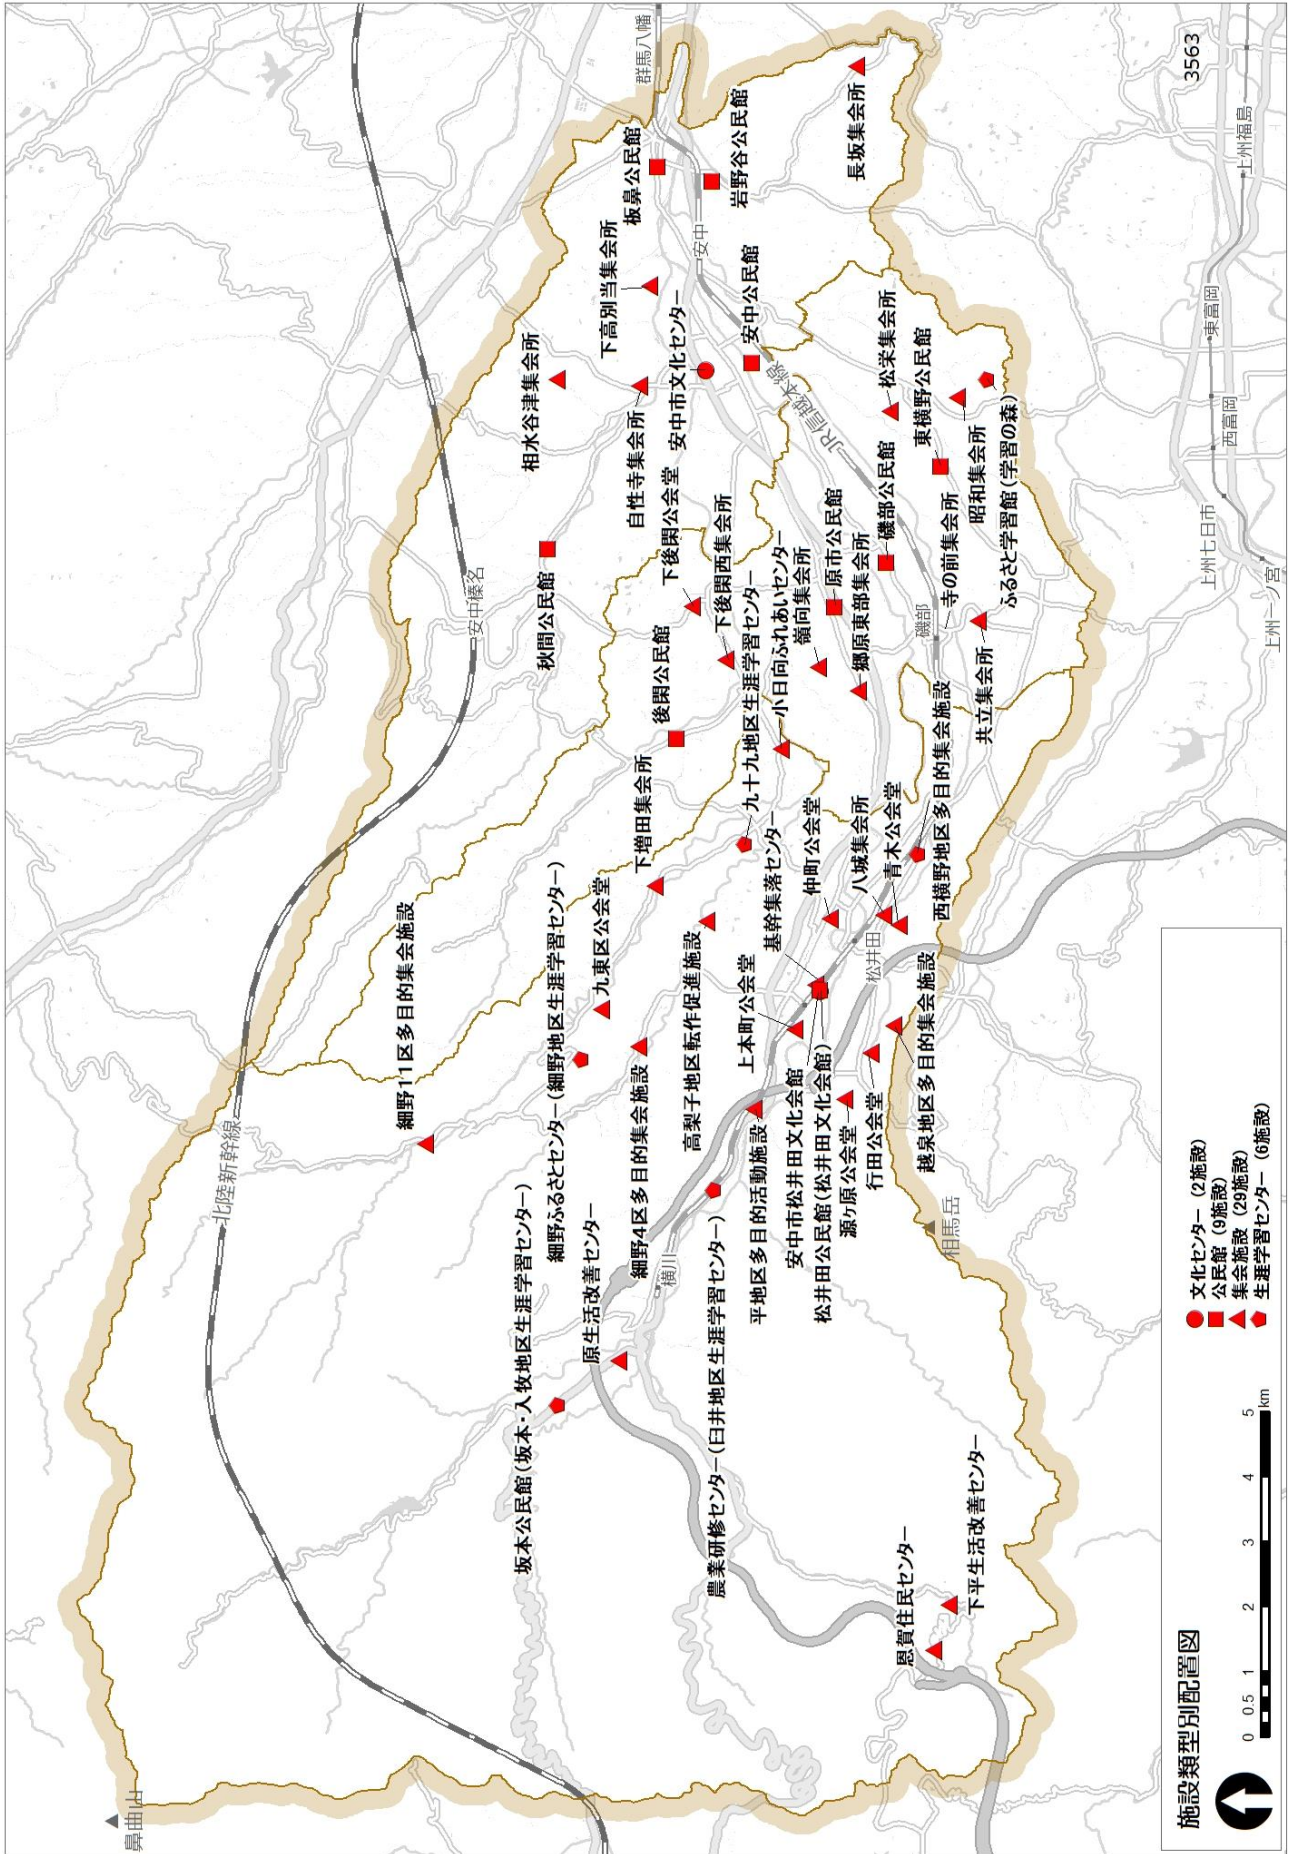 鼻曲山
北陸新幹線
安中榛名
群馬八幡
細野11区多目的集会施設
秋間公民館
相水谷津集会所
下高別当集会所
板鼻公民館
岩野谷公民館
長坂集会所
自性寺集会所
安中市文化センター
安中公民館
安中
下後閑公会堂
下後閑西集会所
後閑公民館
下増田集会所
九十九地区生涯学習センター
小日向ふれあいセンター
嶺向集会所
原市公民館
郷原東部集会所
磯部公民館
JR信越本線
松栄集会所
東横野公民館
昭和集会所
ふるさと学習館(学習の森)
寺の前集会所
磯部
共立集会所
坂本公民館(坂本・入牧地区生涯学習センター)
細野ふるさとセンター(細野地区生涯学習センター)
九東区公会堂
原生活改善センター
細野4区多目的集会施設
高梨子地区転作促進施設
上本町公会堂
基幹集落センター
仲町公会堂
八城集会所
青木公会堂
西横野地区多目的集会施設
松井田
横川
農業研修センター(臼井地区生涯学習センター)
平地区多目的活動施設
安中市松井田文化会館
松井田公民館(松井田文化会館)
源ヶ原公会堂
行田公会堂
越泉地区多目的集会施設
相馬岳
恩賀住民センター
下平生活改善センター
上州一ノ宮
上州七日市
西富岡
東富岡
上州福島
3563
施設類型別配置図
0 0.5 1 2 3 4 5 km
文化センター (2施設)
公民館 (9施設)
集会施設 (29施設)
生涯学習センター (6施設)